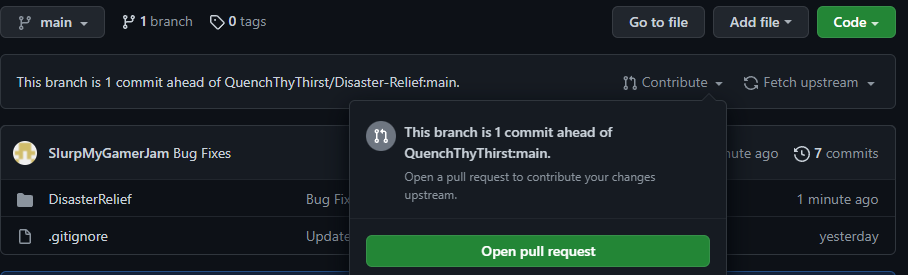 main
1 branch
0 tags
Go to file
Add file
Code
This branch is 1 commit ahead of QuenchThyThirst/Disaster-Relief:main.
Contribute
Fetch upstream
This branch is 1 commit ahead of
QuenchThyThirst:main.
Open a pull request to contribute your changes
upstream.
Open pull request
SlurpMyGamerJam Bug Fixes
ago
7 commits
DisasterRelief
Bug
1 minute ago
.gitignore
Update
yesterday